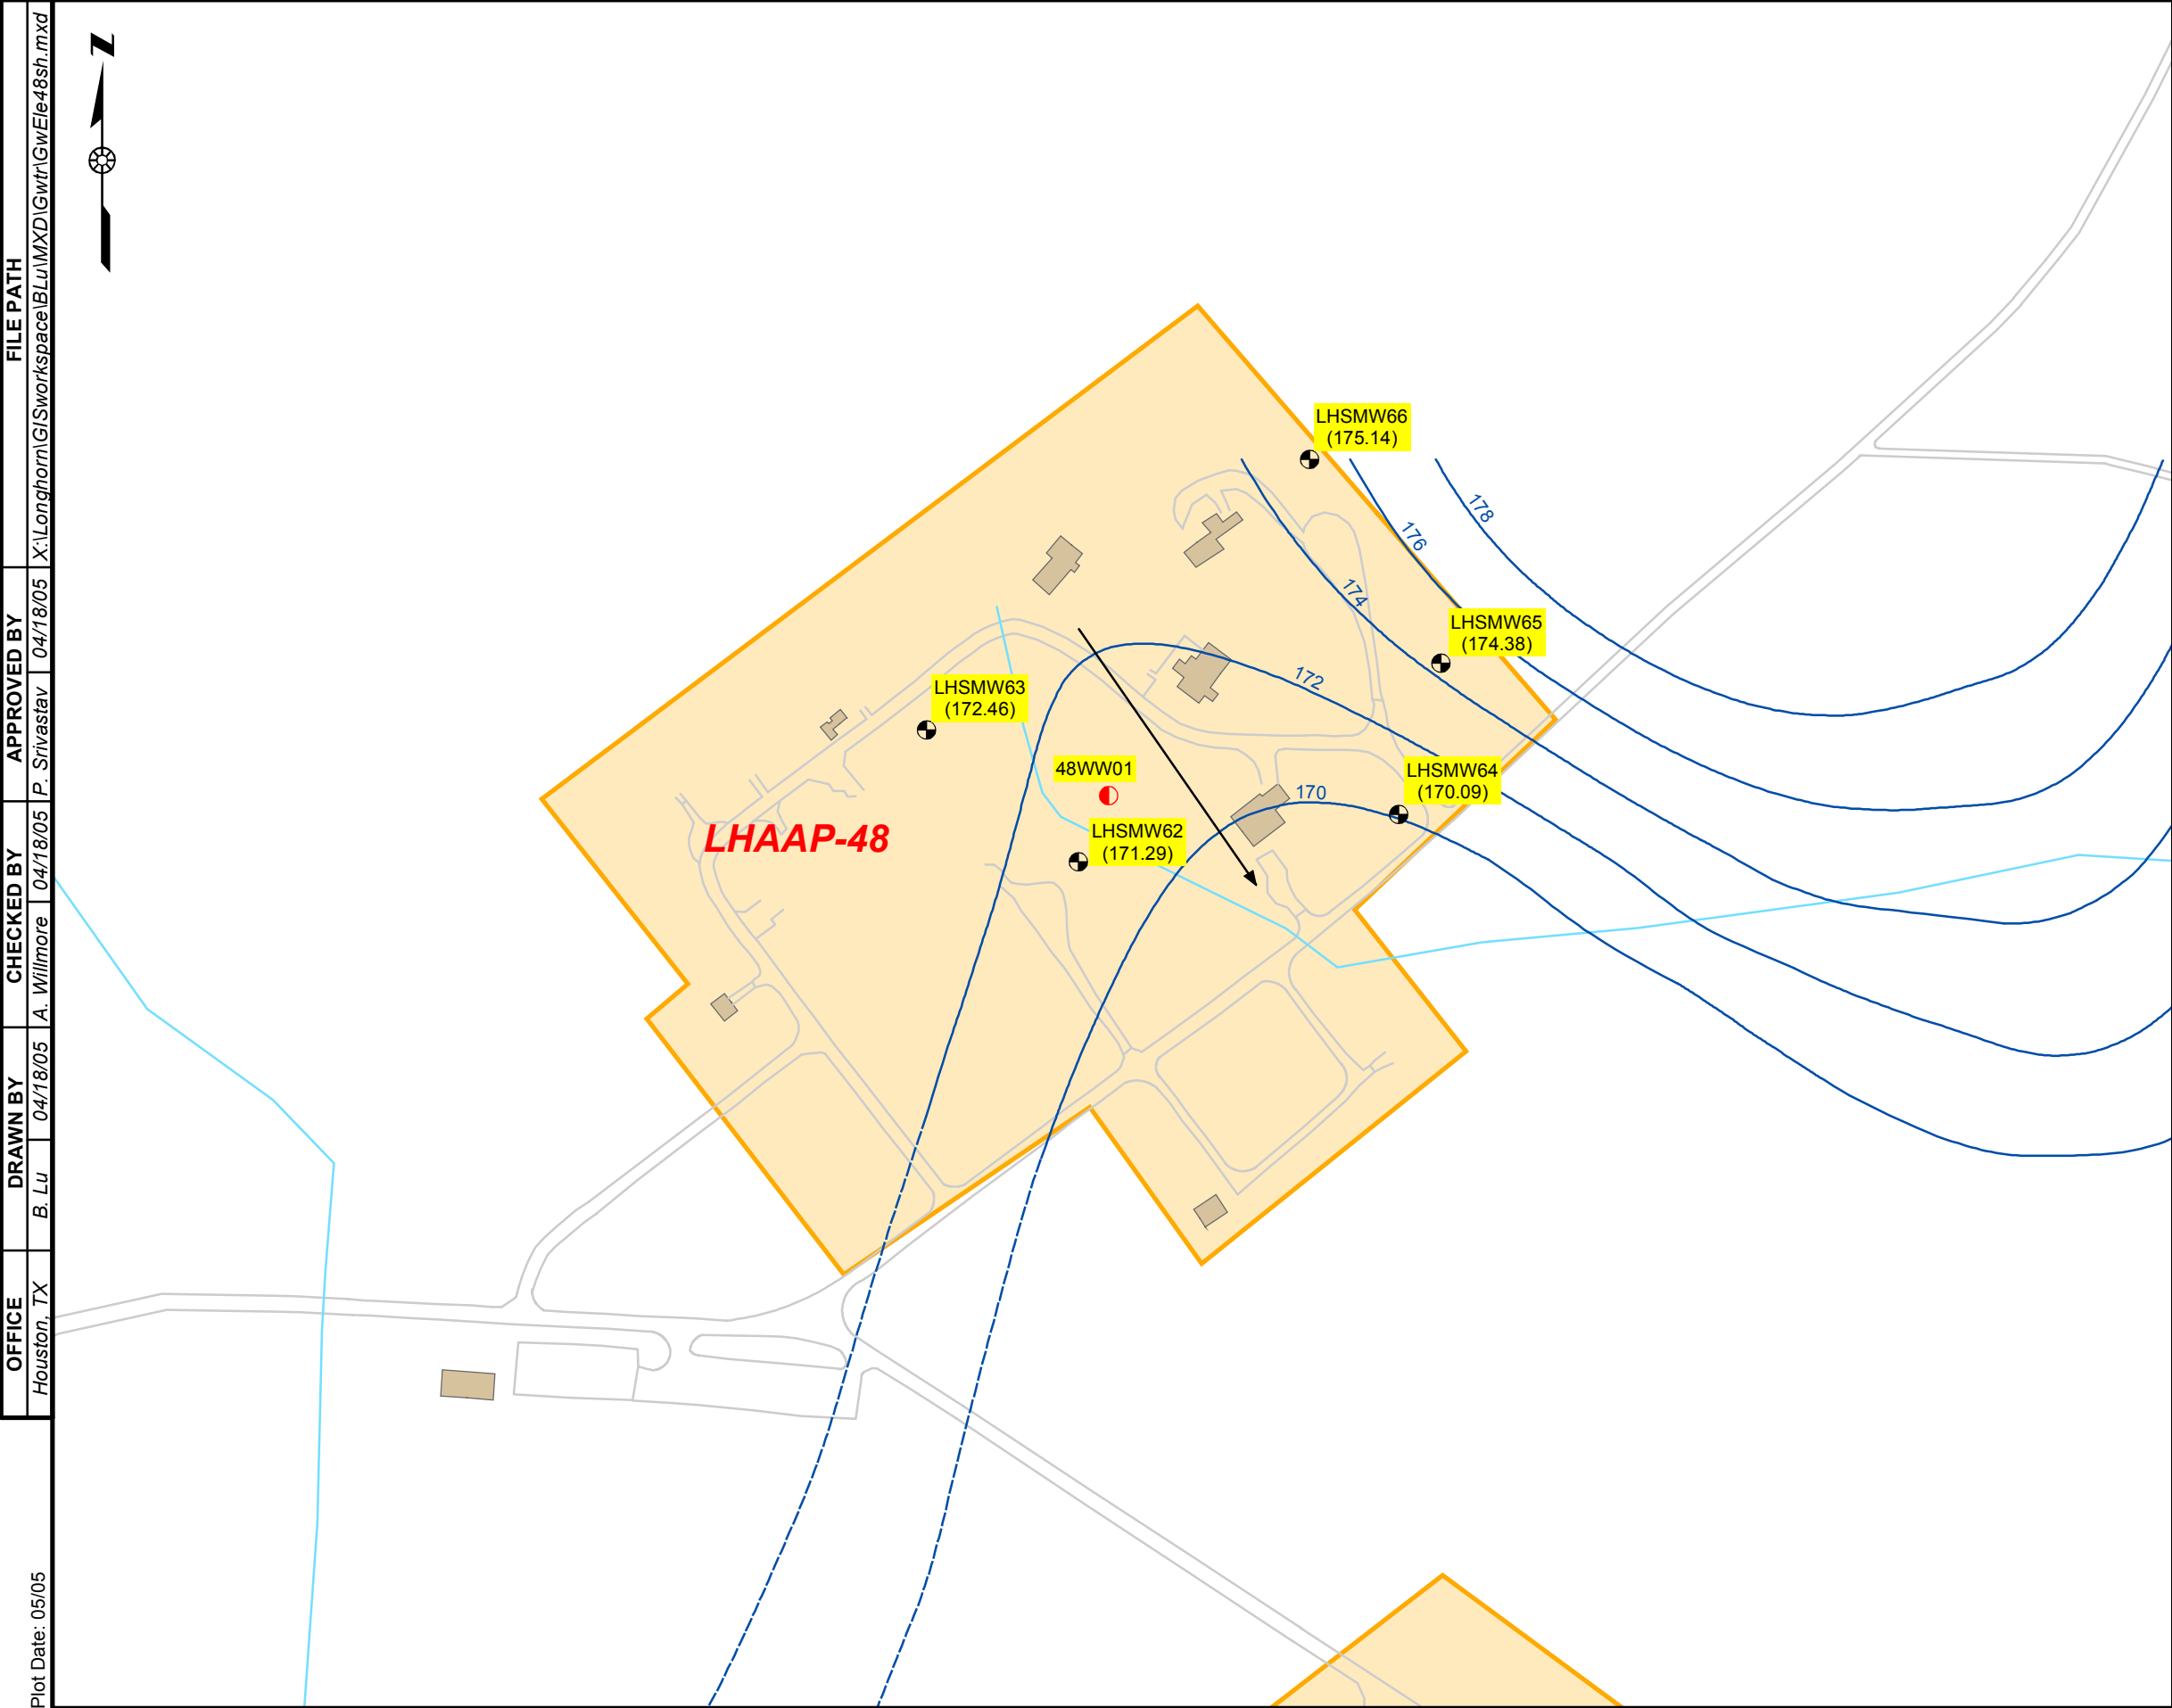 OFFICE
Houston, TX
DRAWN BY
B. Lu
04/18/05
CHECKED BY
A. Willmore
04/18/05
APPROVED BY
P. Srivastav
04/18/05
FILE PATH
X:\Longhorn\GISworkspace\BLu\MXD\Gwtr\GwEle48sh.mxd
Plot Date: 05/05
N
LHSMW66
(175.14)
178
176
174
LHSMW65
(174.38)
172
LHSMW63
(172.46)
48WW01
LHSMW64
(170.09)
170
LHAAP-48
LHSMW62
(171.29)